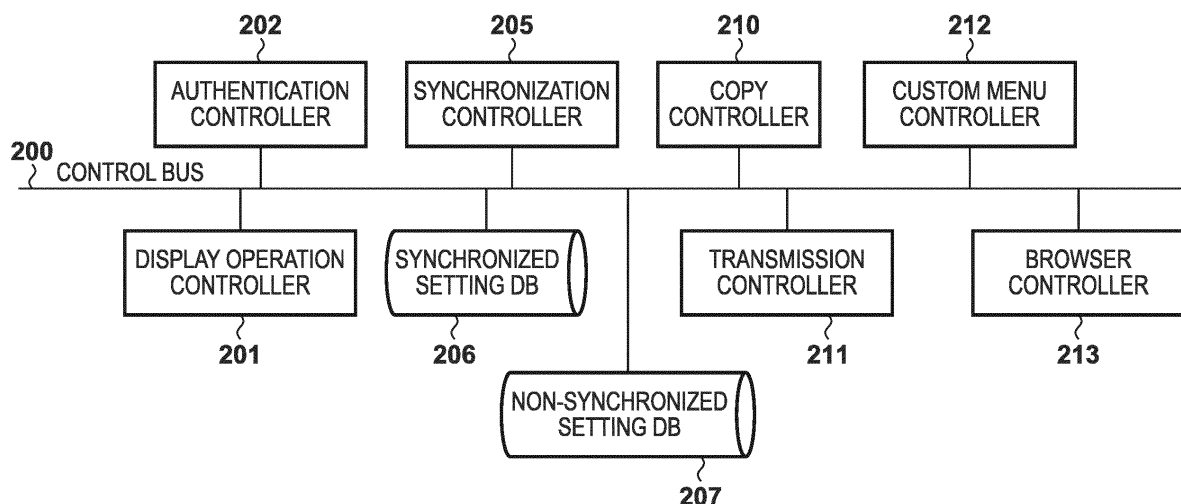 202
205
210
212
AUTHENTICATION
CONTROLLER
SYNCHRONIZATION
CONTROLLER
COPY
CONTROLLER
CUSTOM MENU
CONTROLLER
200
CONTROL BUS
DISPLAY OPERATION
CONTROLLER
SYNCHRONIZED
SETTING DB
TRANSMISSION
CONTROLLER
BROWSER
CONTROLLER
201
206
211
213
NON-SYNCHRONIZED
SETTING DB
207